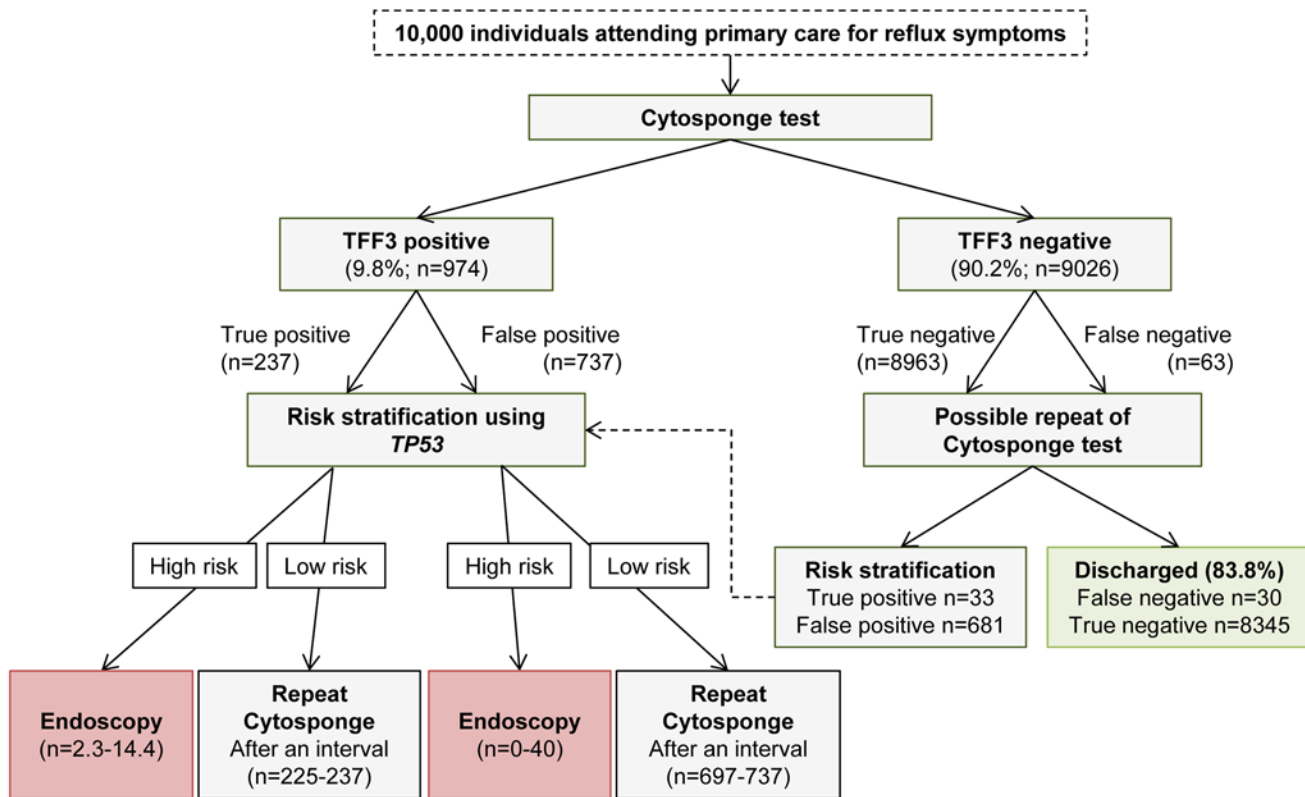 10,000 individuals attending primary care for reflux symptoms
Cytosponge test
TFF3 positive
(9.8%; n=974)
TFF3 negative
(90.2%; n=9026)
True positive
(n=237)
False positive
(n=737)
True negative
(n=8963)
False negative
(n=63)
Risk stratification using
TP53
Possible repeat of
Cytosponge test
High risk
Low risk
High risk
Low risk
Risk stratification
True positive n=33
False positive n=681
Discharged (83.8%)
False negative n=30
True negative n=8345
Endoscopy
(n=2.3-14.4)
Repeat
Cytosponge
After an interval
(n=225-237)
Endoscopy
(n=0-40)
Repeat
Cytosponge
After an interval
(n=697-737)